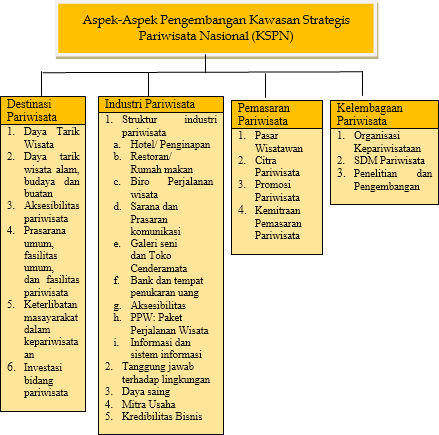 Aspek-Aspek Pengembangan Kawasan Strategis
Pariwisata Nasional (KSPN)
Destinasi
Pariwisata
1. Daya Tarik
Wisata
2. Daya tarik
wisata alam,
budaya dan
buatan
3. Aksesibilitas
pariwisata
4. Prasarana
umum,
fasilitas
umum,
dan fasilitas
pariwisata
5. Keterlibatan
masayarakat
dalam
kepariwisata
an
6. Investasi
bidang
pariwisata
Industri Pariwisata
1. Struktur industri
pariwisata
a. Hotel/ Penginapan
b. Restoran/
Rumah makan
c. Biro Perjalanan
wisata
d. Sarana dan
Prasaran
komunikasi
e. Galeri seni
dan Toko
Cenderamata
f. Bank dan tempat
penukaran uang
g. Aksesibilitas
h. PPW: Paket
Perjalanan Wisata
i. Informasi dan
sistem informasi
2. Tanggung jawab
terhadap lingkungan
3. Daya saing
4. Mitra Usaha
5. Kredibilitas Bisnis
Pemasaran
Pariwisata
1. Pasar
Wisatawan
2. Citra
Pariwisata
3. Promosi
Pariwisata
4. Kemitraan
Pemasaran
Pariwisata
Kelembagaan
Pariwisata
1. Organisasi
Kepariwisataan
2. SDM Pariwisata
3. Penelitian dan
Pengembangan